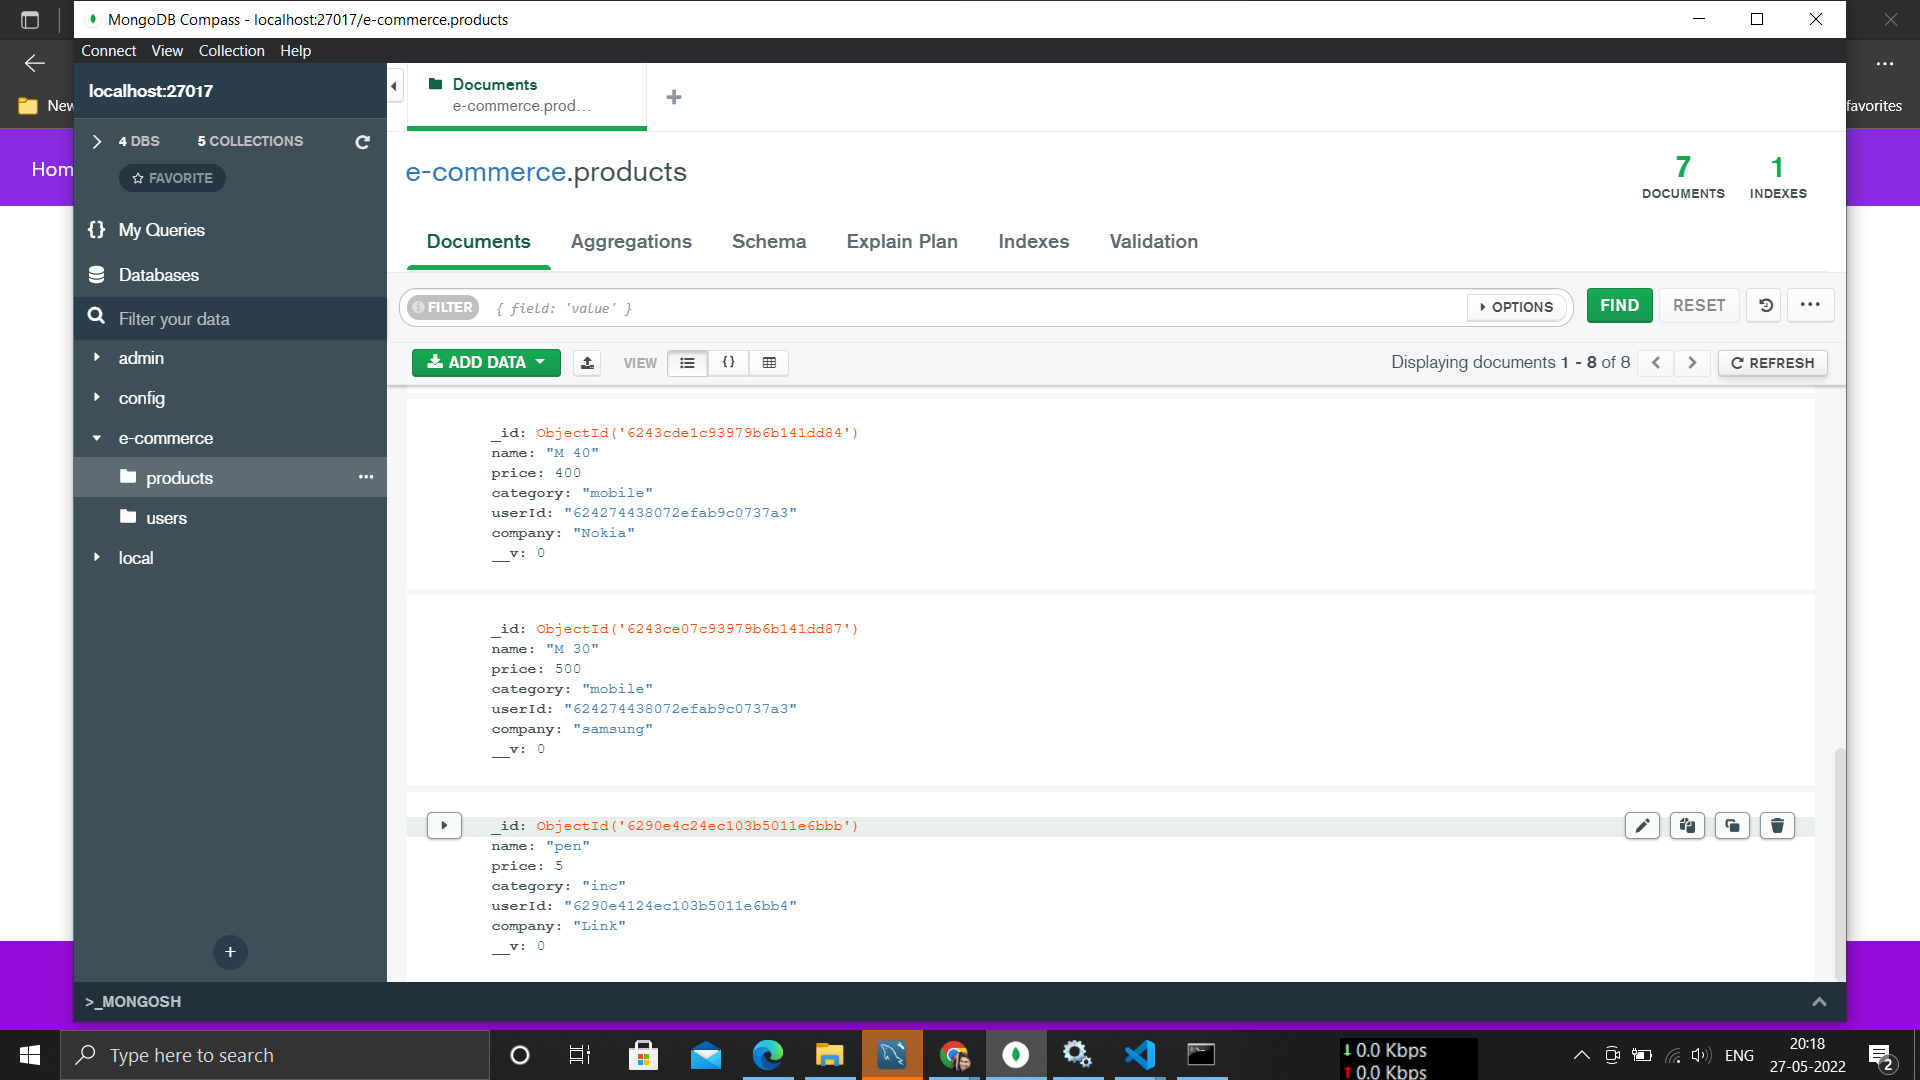 MongoDB Compass - localhost:27017/e-commerce.products
Connect View Collection Help
New
favorites
Hom
localhost:27017
4 DBS 5 COLLECTIONS
FAVORITE
{} My Queries
Databases
Filter your data
admin
config
e-commerce
products
users
local
Documents
e-commerce.prod...
e-commerce.products
7
DOCUMENTS
1
INDEXES
Documents Aggregations Schema Explain Plan Indexes Validation
FILTER { field: 'value' } OPTIONS FIND RESET
ADD DATA VIEW {} Displaying documents 1 - 8 of 8 REFRESH
_id: ObjectId('6243cde1c93979b6b141dd84')
name: "M 40"
price: 400
category: "mobile"
userId: "624274438072efab9c0737a3"
company: "Nokia"
__v: 0
_id: ObjectId('6243ce07c93979b6b141dd87')
name: "M 30"
price: 500
category: "mobile"
userId: "624274438072efab9c0737a3"
company: "samsung"
__v: 0
_id: ObjectId('6290e4c24ec103b5011e6bbb')
name: "pen"
price: 5
category: "inc"
userId: "6290e4124ec103b5011e6bb4"
company: "Link"
__v: 0
>_MONGOSH
Type here to search
0.0 Kbps
0.0 Kbps
ENG
20:18
27-05-2022
2